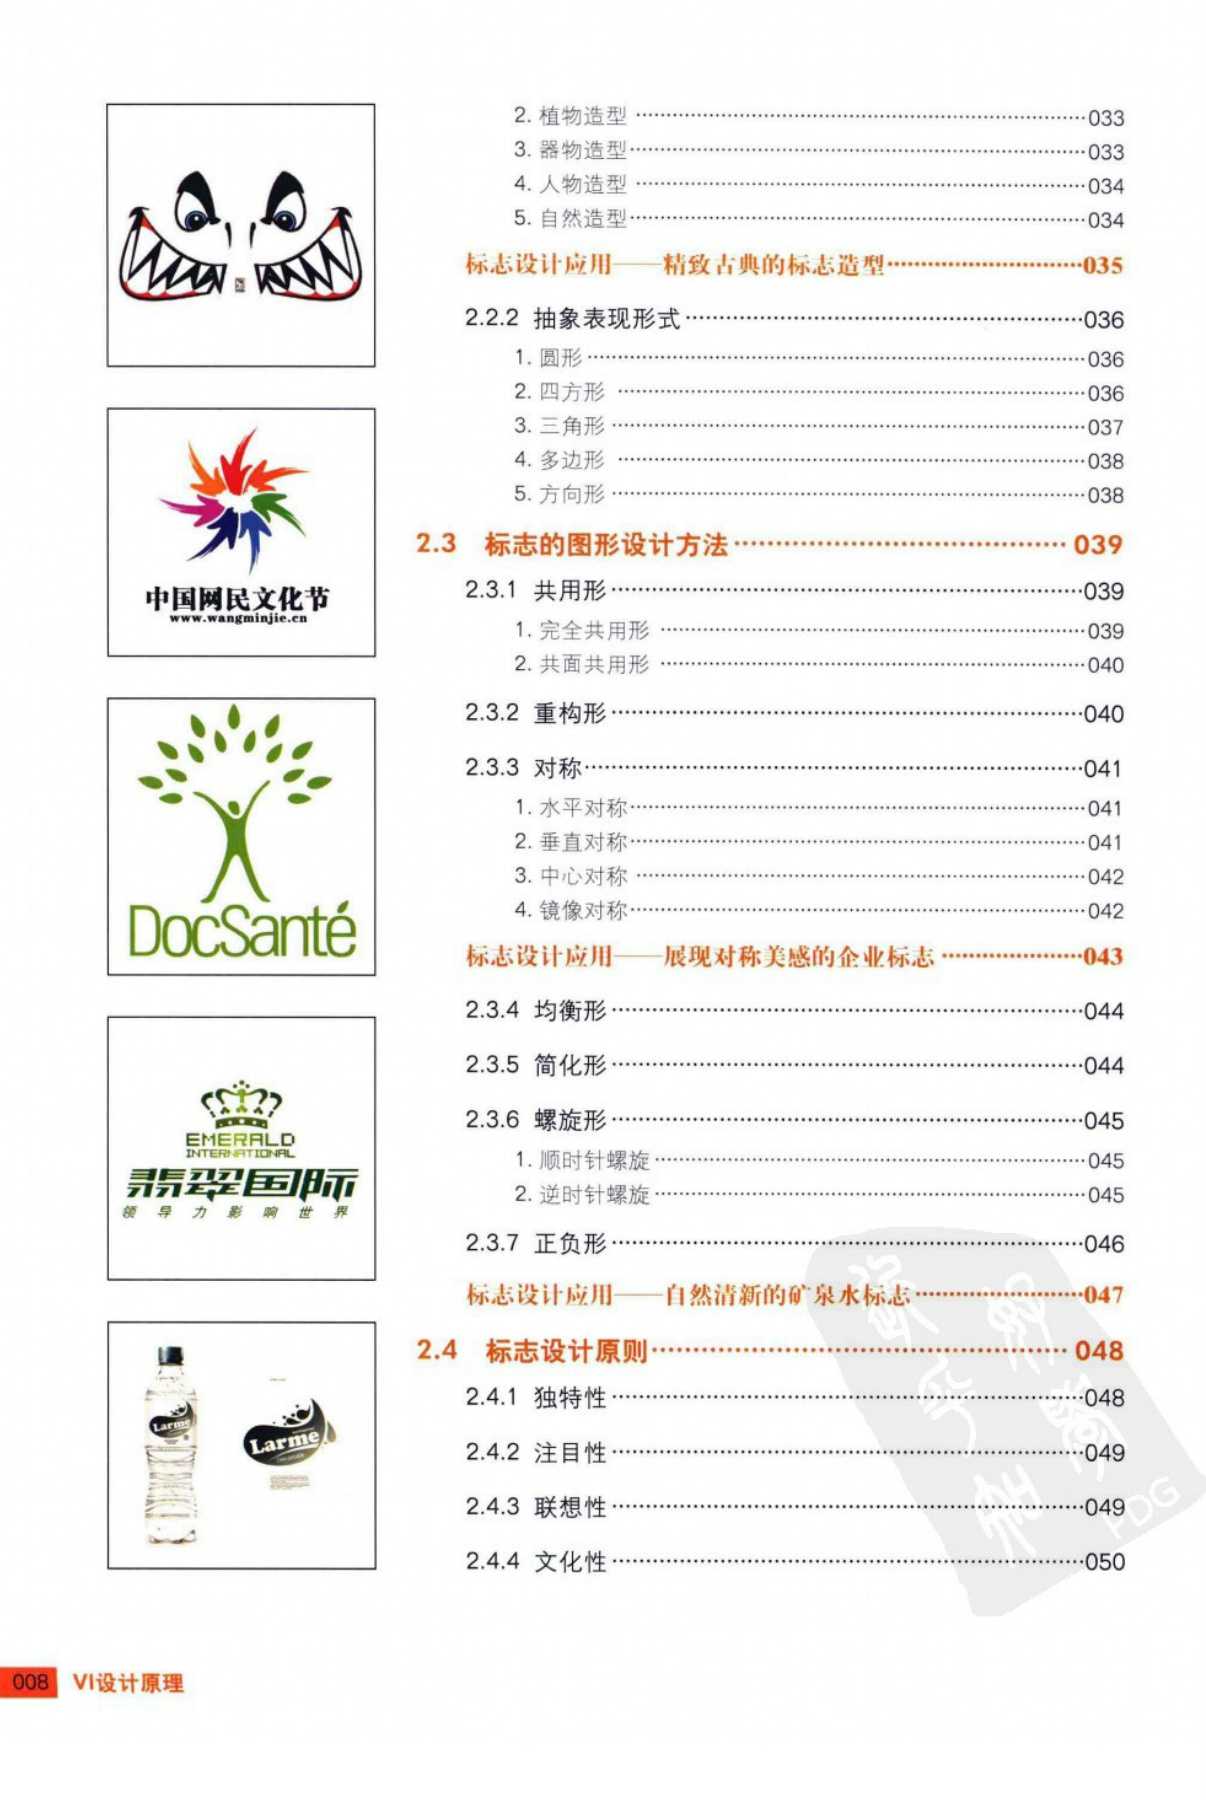 2. 植物造型 ……033
3. 器物造型……033
4. 人物造型 ……034
5. 自然造型……034
标志设计应用——精致古典的标志造型……035
2.2.2 抽象表现形式……036
1. 圆形……036
2. 四方形 ……036
3. 三角形……037
4. 多边形 ……038
5. 方向形……038
2.3 标志的图形设计方法…… 039
2.3.1 共用形……039
1. 完全共用形 ……039
2. 共面共用形 ……040
2.3.2 重构形……040
2.3.3 对称……041
1. 水平对称……041
2. 垂直对称……041
3. 中心对称 ……042
4. 镜像对称……042
标志设计应用——展现对称美感的企业标志 ……043
2.3.4 均衡形……044
2.3.5 简化形……044
2.3.6 螺旋形……045
1. 顺时针螺旋……045
2. 逆时针螺旋……045
2.3.7 正负形……046
标志设计应用——自然清新的矿泉水标志……047
2.4 标志设计原则…… 048
2.4.1 独特性……048
2.4.2 注目性……049
2.4.3 联想性……049
2.4.4 文化性……050
中国网民文化节
www.wangminjie.cn
DocSanté
EMERALD
INTERNATIONAL
翡翠国际
领导力影响世界
Larme
Larme
PDG
008 VI设计原理